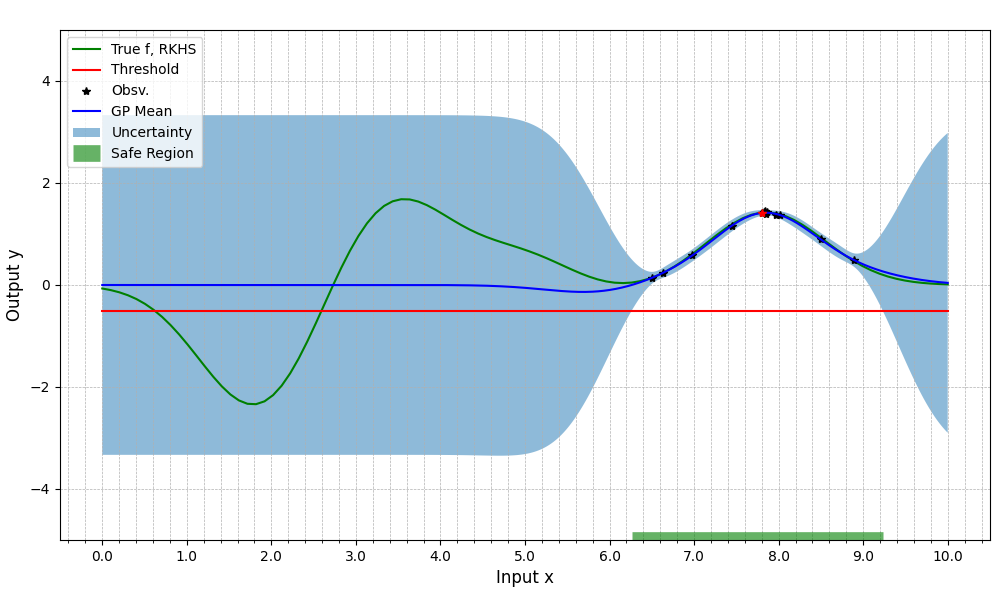 True f, RKHS
Threshold
Obsv.
GP Mean
Uncertainty
Safe Region
Output y
4
2
0
−2
−4
0.0 1.0 2.0 3.0 4.0 5.0 6.0 7.0 8.0 9.0 10.0
Input x